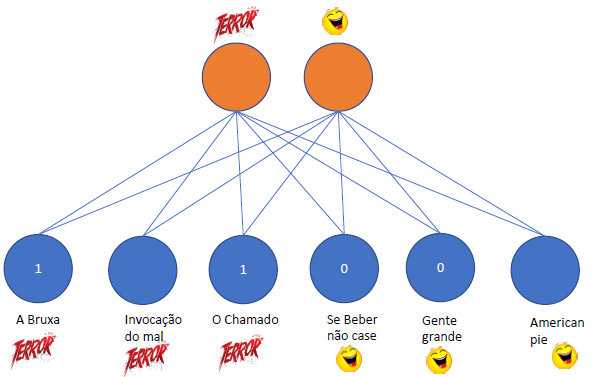 TERROR
1
1
0
0
A Bruxa
Invocação
do mal
O Chamado
Se Beber
não case
Gente
grande
American
pie
TERROR
TERROR
TERROR